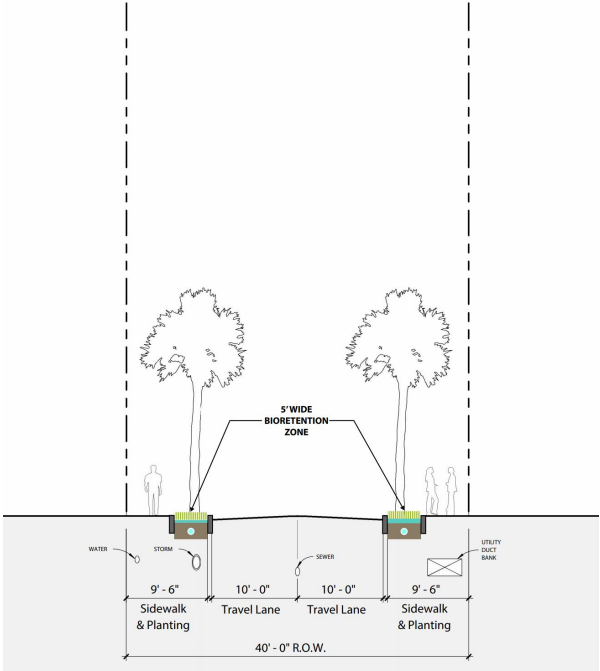 5' WIDE
BIORETENTION
ZONE
WATER
STORM
SEWER
UTILITY
DUCT
BANK
9' - 6"
10' - 0"
10' - 0"
9' - 6"
Sidewalk
& Planting
Travel Lane
Travel Lane
Sidewalk
& Planting
40' - 0" R.O.W.